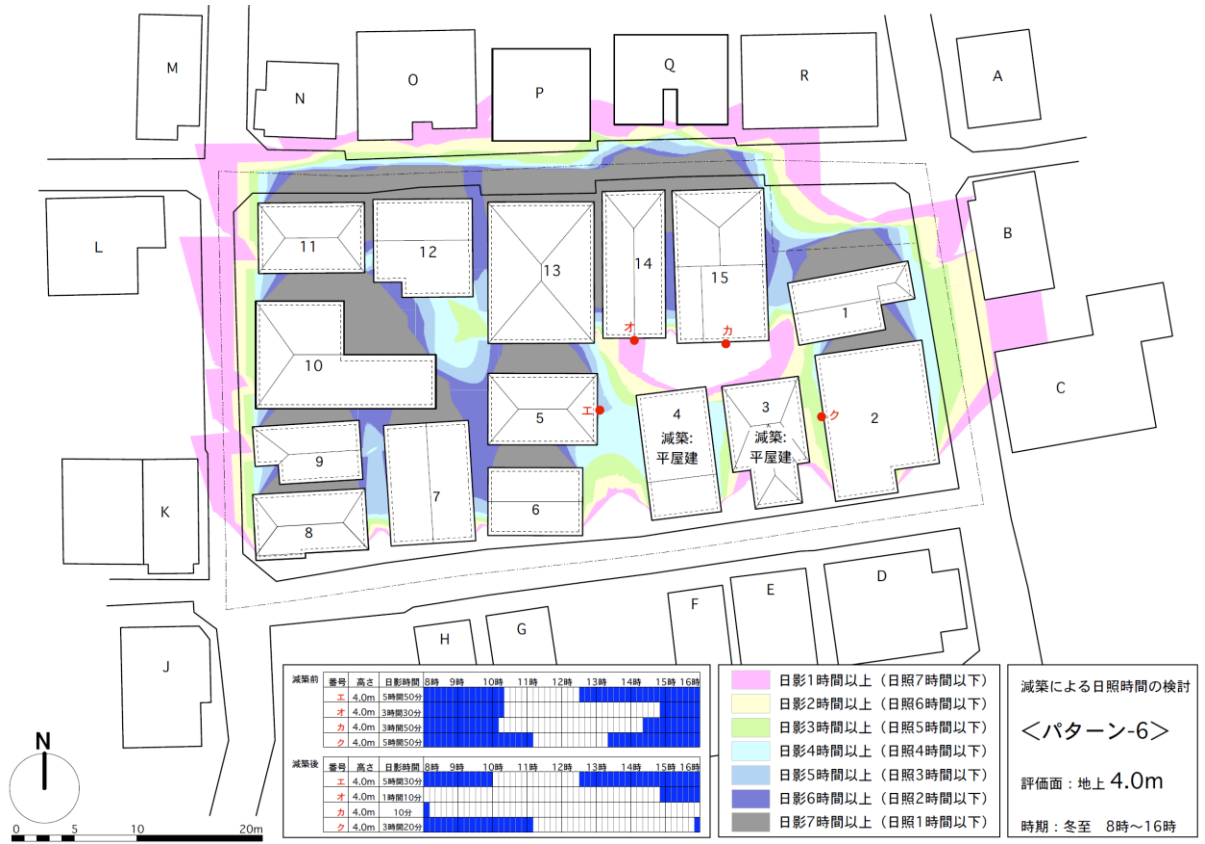 M
N
O
P
Q
R
A
L
11
12
13
14
15
B
1
オ
カ
10
エ
5
4
減築:
平屋建
3
減築:
平屋建
ク
2
C
9
7
8
6
K
J
H
G
F
E
D
N
0 5 10 20m
減築前 番号 高さ 日影時間 8時 9時 10時 11時 12時 13時 14時 15時 16時
エ 4.0m 5時間50分
オ 4.0m 3時間30分
カ 4.0m 3時間50分
ク 4.0m 5時間50分
減築後 番号 高さ 日影時間 8時 9時 10時 11時 12時 13時 14時 15時 16時
エ 4.0m 5時間30分
オ 4.0m 1時間10分
カ 4.0m 10分
ク 4.0m 3時間20分
日影1時間以上（日照7時間以下）
日影2時間以上（日照6時間以下）
日影3時間以上（日照5時間以下）
日影4時間以上（日照4時間以下）
日影5時間以上（日照3時間以下）
日影6時間以上（日照2時間以下）
日影7時間以上（日照1時間以下）
減築による日照時間の検討
＜パターン-6＞
評価面：地上 4.0m
時期：冬至 8時～16時